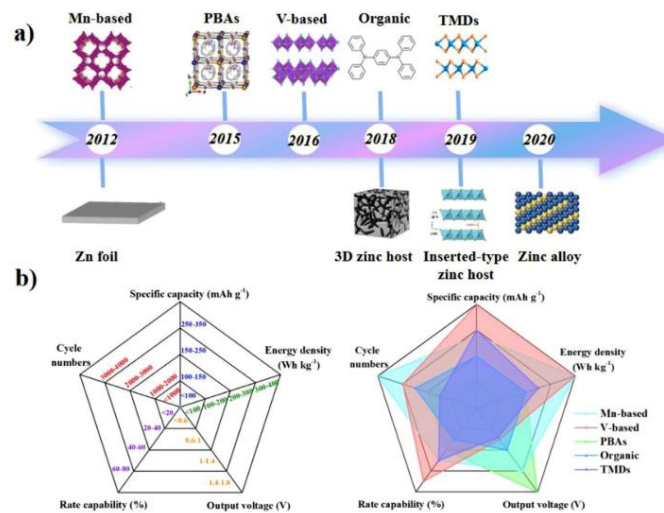 a)
Mn-based PBAs V-based Organic TMDs
2012 2015 2016 2018 2019 2020
Zn foil 3D zinc host Inserted-type
zinc host Zinc alloy
b)
Specific capacity (mAh g⁻¹)
250-350
150-250
100-150
<100
Energy density
(Wh kg⁻¹)
<100 100-200 200-300 300-400
Output voltage (V)
<0.6
0.6-1
1-1.4
1.4-1.8
Rate capability (%)
<20
20-40
40-60
60-80
Cycle
numbers
<1000
1000-2000
2000-3000
3000-4000
Specific capacity (mAh g⁻¹)
Cycle
numbers
Energy density
(Wh kg⁻¹)
Rate capability (%)
Output voltage (V)
Mn-based
V-based
PBAs
Organic
TMDs